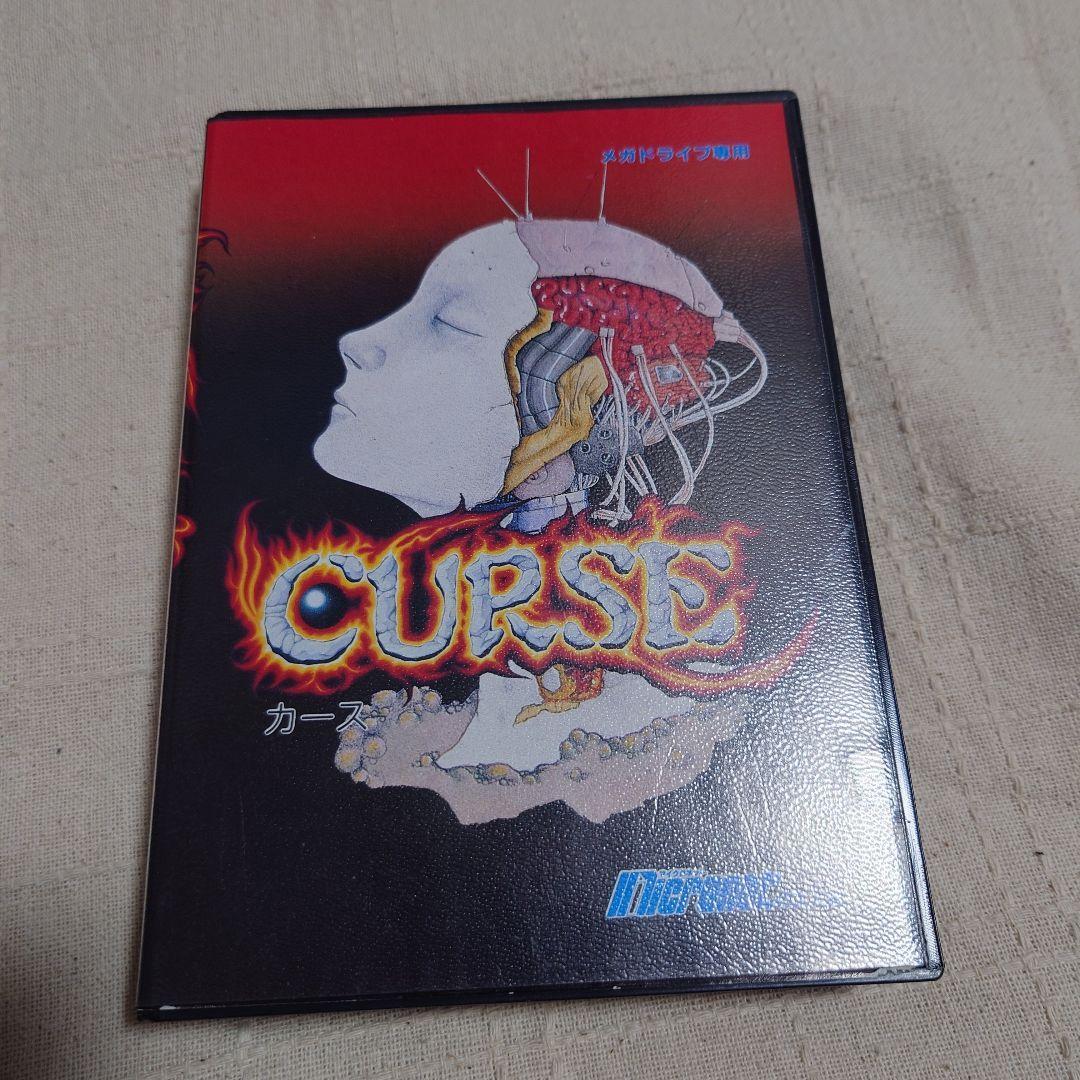 メガドライブ専用
CURSE
カース
micronet